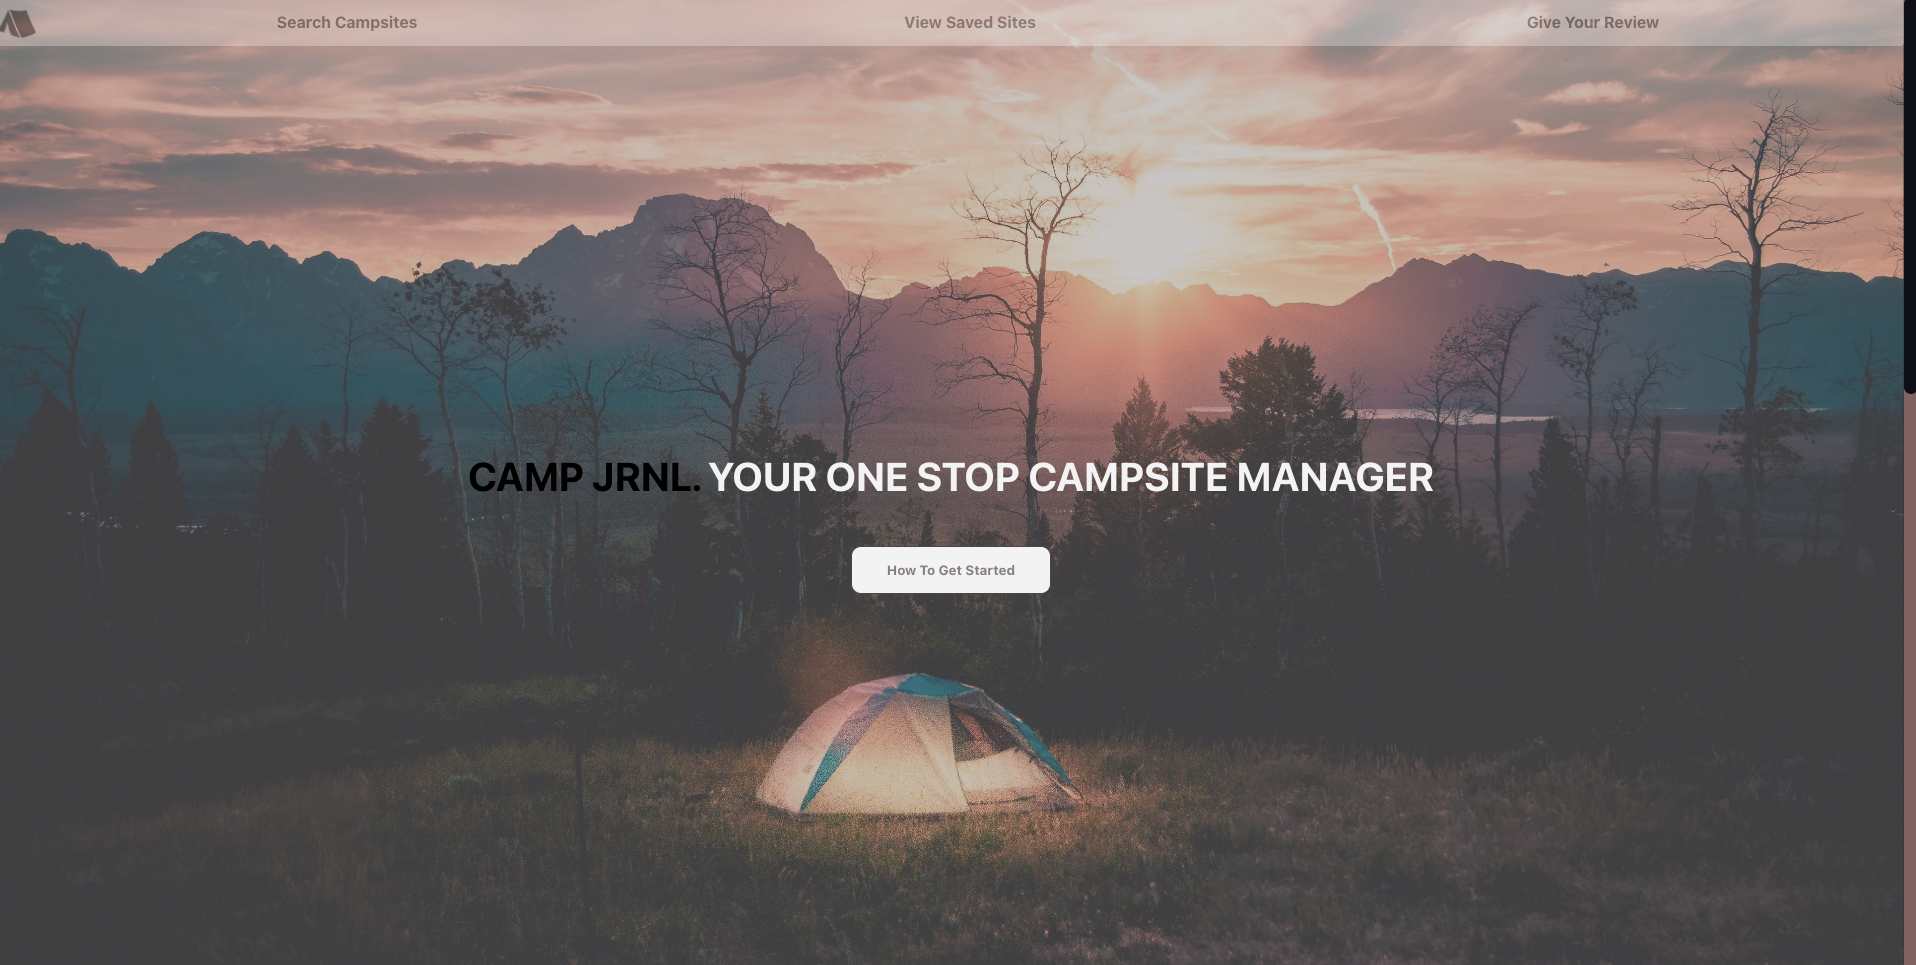 Search Campsites
View Saved Sites
Give Your Review
CAMP JRNL. YOUR ONE STOP CAMPSITE MANAGER
How To Get Started